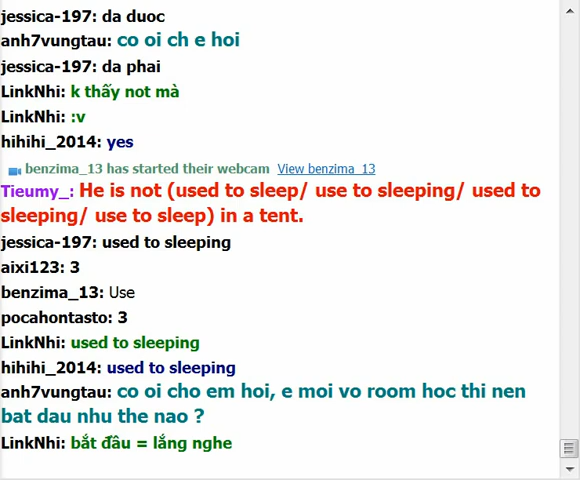 jessica-197: da duoc
anh7vungtau: co oi ch e hoi
jessica-197: da phai
LinkNhi: k thấy not mà
LinkNhi: :v
hihihi_2014: yes
benzima_13 has started their webcam View benzima_13
Tieumy_: He is not (used to sleep/ use to sleeping/ used to
sleeping/ use to sleep) in a tent.
jessica-197: used to sleeping
aixi123: 3
benzima_13: Use
pocahontasto: 3
LinkNhi: used to sleeping
hihihi_2014: used to sleeping
anh7vungtau: co oi cho em hoi, e moi vo room hoc thi nen
bat dau nhu the nao ?
LinkNhi: bắt đầu = lắng nghe